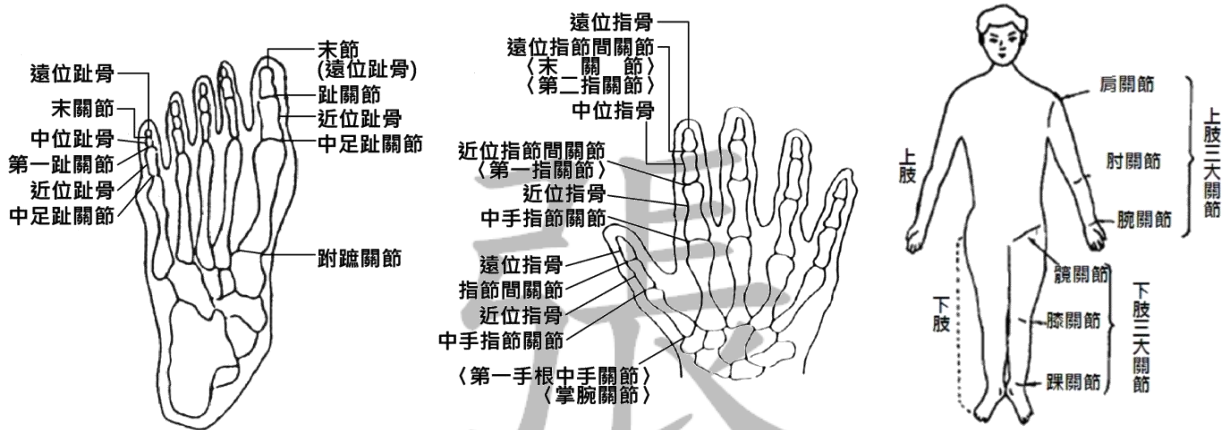 遠位趾骨
末關節
中位趾骨
第一趾關節
近位趾骨
中足趾關節
末節
(遠位趾骨)
趾關節
近位趾骨
中足趾關節
跗蹠關節
遠位指骨
遠位指節間關節
〈末關節〉
〈第二指關節〉
中位指骨
近位指節間關節
〈第一指關節〉
近位指骨
中手指節關節
遠位指骨
指節間關節
近位指骨
中手指節關節
〈第一手根中手關節〉
〈掌腕關節〉
上肢
下肢
肩關節
肘關節
腕關節
上肢三大關節
髖關節
膝關節
踝關節
下肢三大關節
張